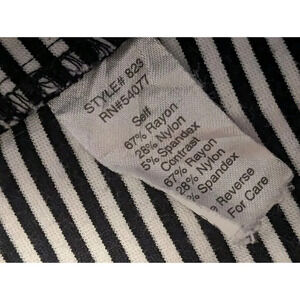 STYLE# 823
RN#54077
Self
67% Rayon
28% Nylon
5% Spandex
Contrast
67% Rayon
28% Nylon
5% Spandex
Reverse
For Care